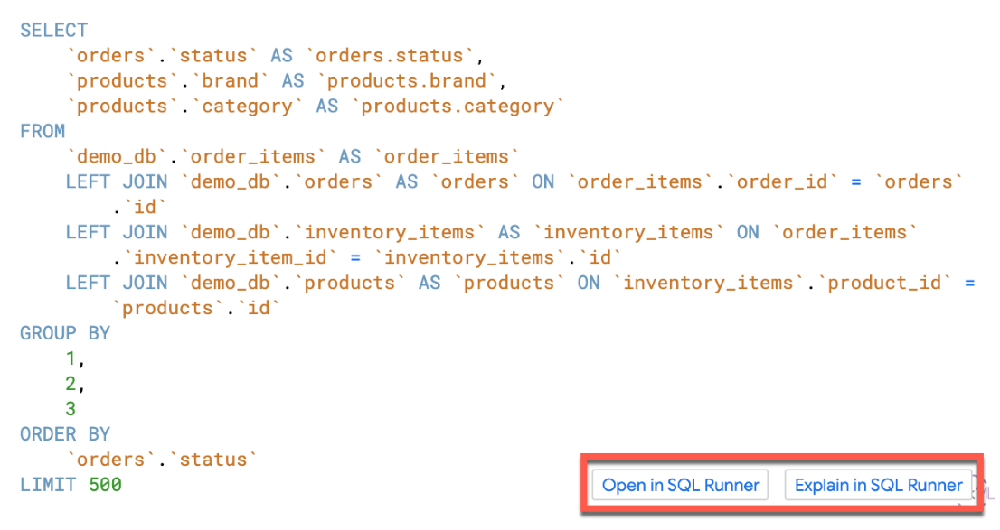 SELECT
`orders`.`status` AS `orders.status`,
`products`.`brand` AS `products.brand`,
`products`.`category` AS `products.category`
FROM
`demo_db`.`order_items` AS `order_items`
LEFT JOIN `demo_db`.`orders` AS `orders` ON `order_items`.`order_id` = `orders`
.`id`
LEFT JOIN `demo_db`.`inventory_items` AS `inventory_items` ON `order_items`
.`inventory_item_id` = `inventory_items`.`id`
LEFT JOIN `demo_db`.`products` AS `products` ON `inventory_items`.`product_id` =
`products`.`id`
GROUP BY
1,
2,
3
ORDER BY
`orders`.`status`
LIMIT 500
Open in SQL Runner Explain in SQL Runner